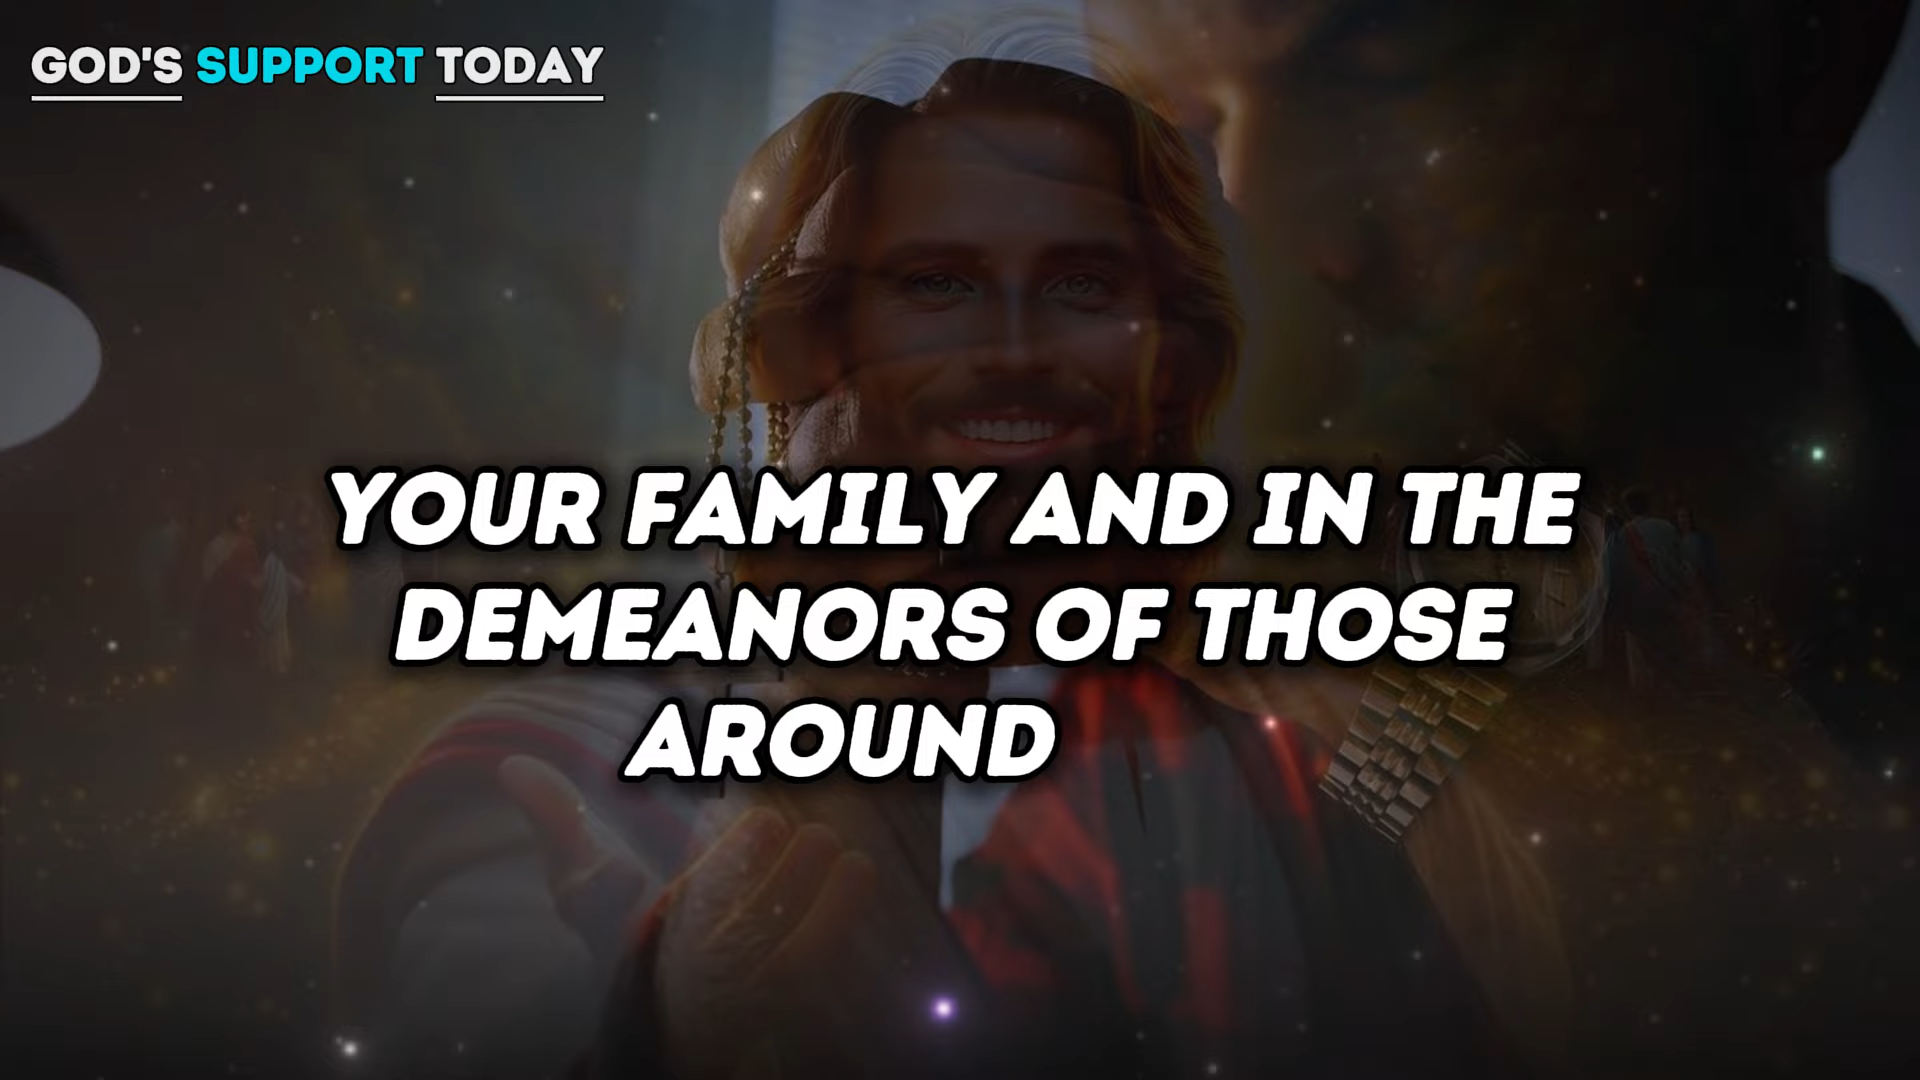 GOD'S SUPPORT TODAY
YOUR FAMILY AND IN THE
DEMEANORS OF THOSE
AROUND